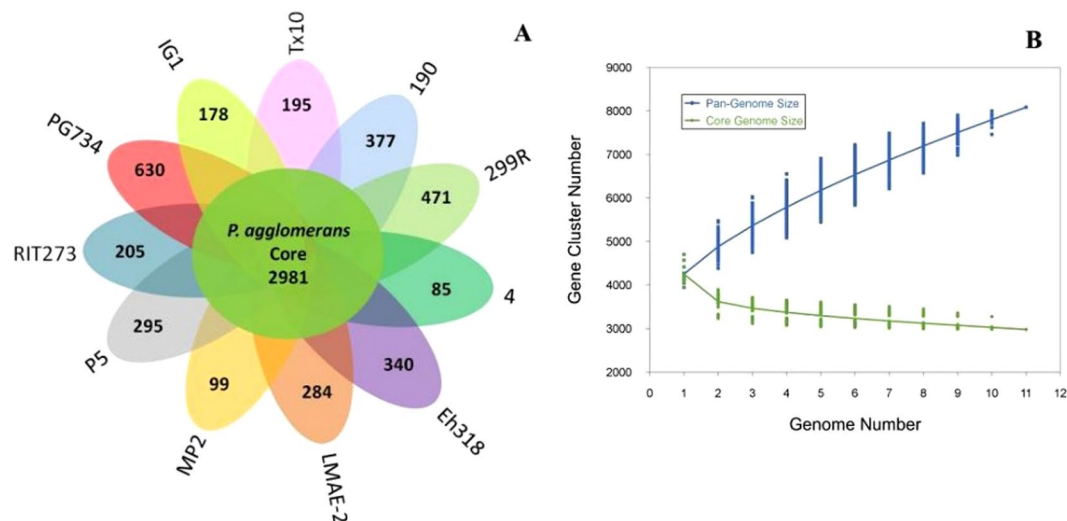 A
Tx10
195
190
377
299R
471
4
85
Eh318
340
LMAE-2
284
MP2
99
P5
295
RIT273
205
PG734
630
IG1
178
P. agglomerans
Core
2981
B
Gene Cluster Number
9000
8000
7000
6000
5000
4000
3000
2000
Pan-Genome Size
Core Genome Size
0 1 2 3 4 5 6 7 8 9 10 11 12
Genome Number